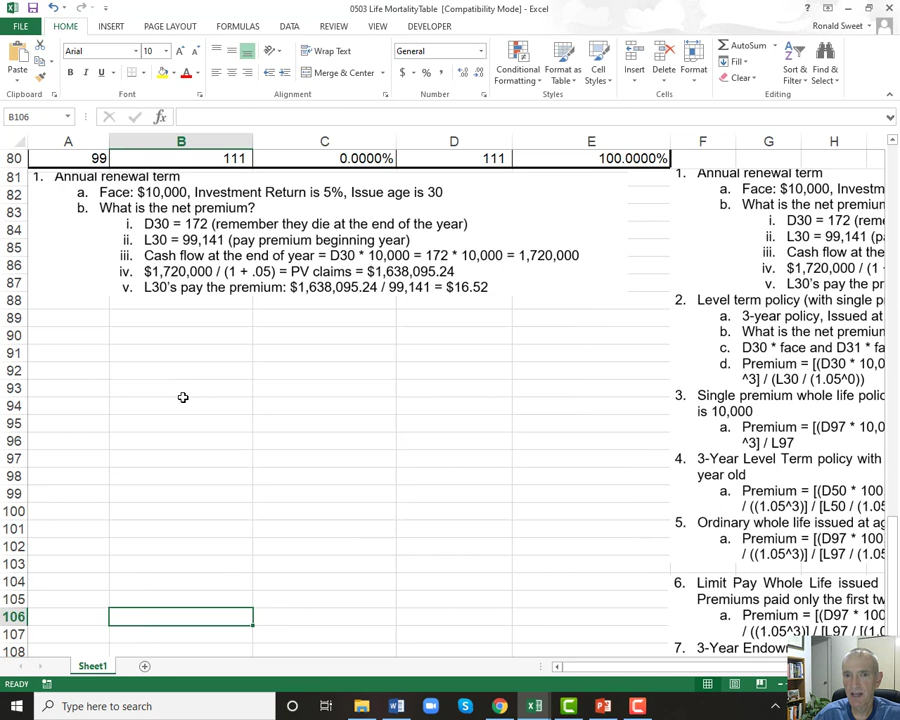 0503 Life MortalityTable [Compatibility Mode] - Excel
FILE HOME INSERT PAGE LAYOUT FORMULAS DATA REVIEW VIEW DEVELOPER Ronald Sweet
Paste Arial 10 Wrap Text General Conditional Formatting Format as Table Cell Styles Insert Delete Format AutoSum Sort & Filter Find & Select
B I U A Merge & Center $ % , Fill
Clear
Clipboard Font Alignment Number Styles Cells Editing
B106 fx
A B C D E F G H
80 99 111 0.0000% 111 100.0000%
81 1. Annual renewal term
82 a. Face: $10,000, Investment Return is 5%, Issue age is 30
83 b. What is the net premium?
84 i. D30 = 172 (remember they die at the end of the year)
85 ii. L30 = 99,141 (pay premium beginning year)
86 iii. Cash flow at the end of year = D30 * 10,000 = 172 * 10,000 = 1,720,000
87 iv. $1,720,000 / (1 + .05) = PV claims = $1,638,095.24
v. L30's pay the premium: $1,638,095.24 / 99,141 = $16.52
88
89
90
91
92
93
94
95
96
97
98
99
100
101
102
103
104
105
106
107
108
1. Annual renewal term
a. Face: $10,000, Investm
b. What is the net premium
i. D30 = 172 (reme
ii. L30 = 99,141 (pa
iii. Cash flow at the
iv. $1,720,000 / (1 +
v. L30's pay the pr
2. Level term policy (with single p
a. 3-year policy, Issued at
b. What is the net premium
c. D30 * face and D31 * fa
d. Premium = [(D30 * 10,0
^3] / (L30 / (1.05^0))
3. Single premium whole life polic
is 10,000
a. Premium = [(D97 * 10,0
^3] / L97
4. 3-Year Level Term policy with
year old
a. Premium = [(D50 * 100
/ ((1.05^3)] / [L50 / (1.05
5. Ordinary whole life issued at ag
a. Premium = [(D97 * 100
/ ((1.05^3)] / [L97 / (1.05
6. Limit Pay Whole Life issued
Premiums paid only the first tw
a. Premium = [(D97 * 100
/ ((1.05^3)] / [L97 / [(1.0
7. 3-Year Endown
Sheet1
READY
Type here to search